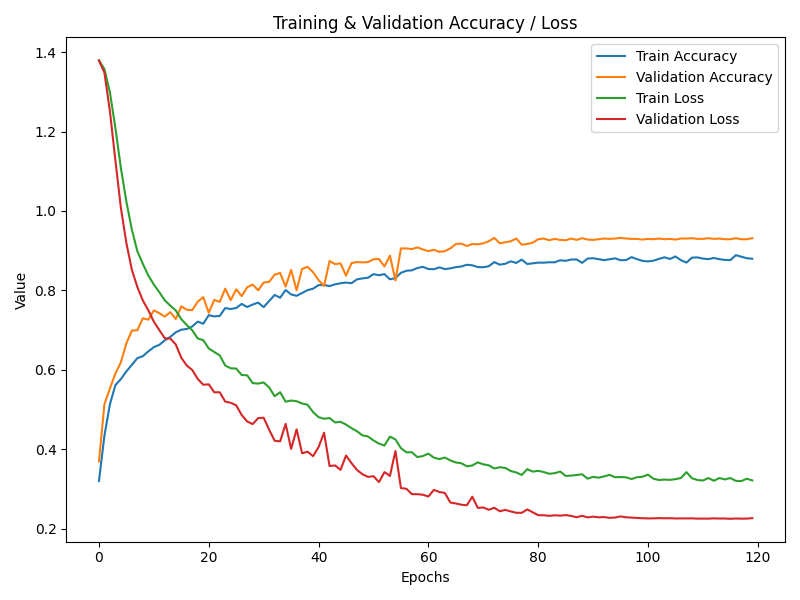 Training & Validation Accuracy / Loss
Train Accuracy
Validation Accuracy
Train Loss
Validation Loss
1.4
1.2
1.0
0.8
0.6
0.4
0.2
Value
0 20 40 60 80 100 120
Epochs